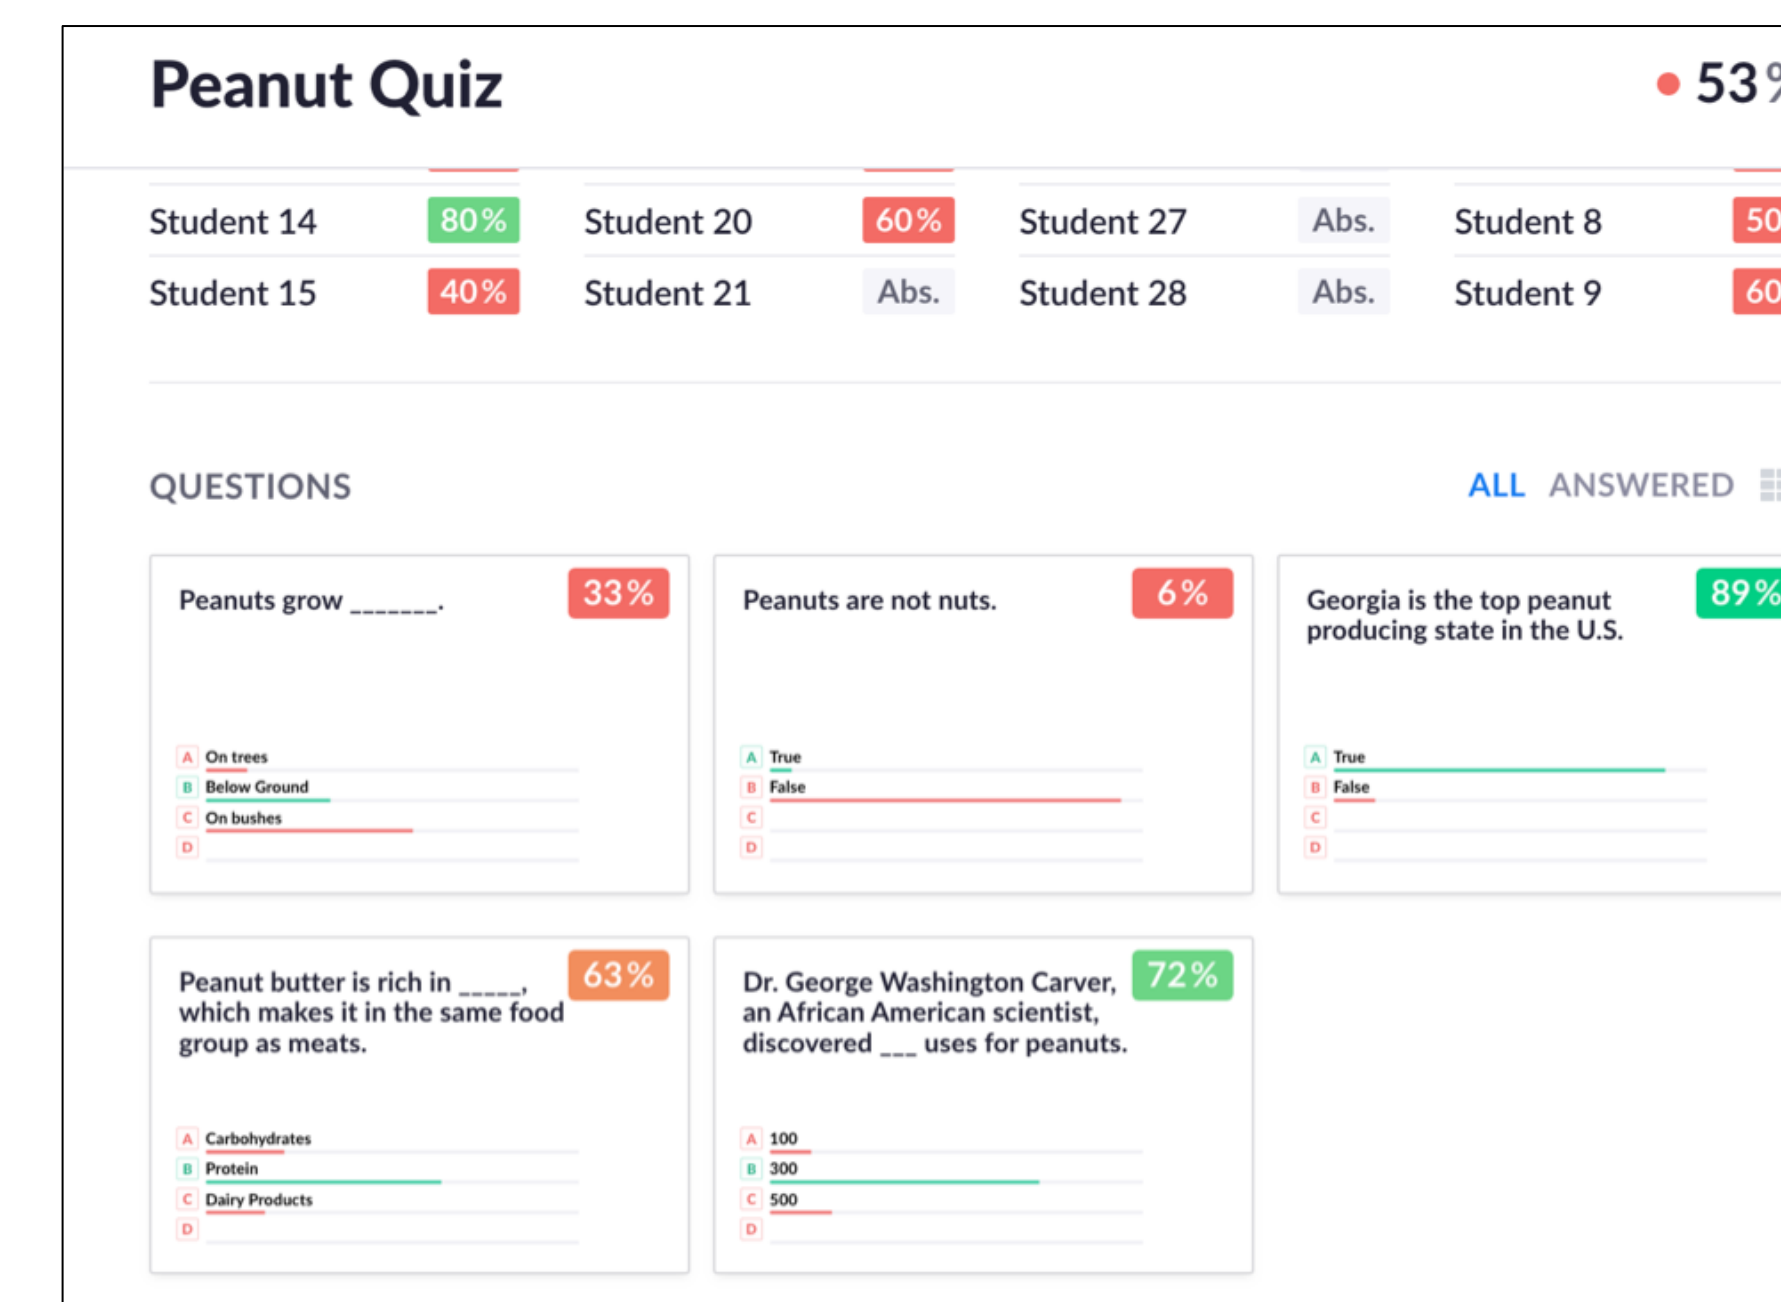 Peanut Quiz
53%
Student 14 80% Student 20 60% Student 27 Abs. Student 8 50
Student 15 40% Student 21 Abs. Student 28 Abs. Student 9 60
QUESTIONS
ALL ANSWERED
Peanuts grow _______.
33%
A On trees
B Below Ground
C On bushes
D
Peanuts are not nuts.
6%
A True
B False
C
D
Georgia is the top peanut
producing state in the U.S.
89%
A True
B False
C
D
Peanut butter is rich in _____,
which makes it in the same food
group as meats.
63%
A Carbohydrates
B Protein
C Dairy Products
D
Dr. George Washington Carver,
an African American scientist,
discovered ___ uses for peanuts.
72%
A 100
B 300
C 500
D